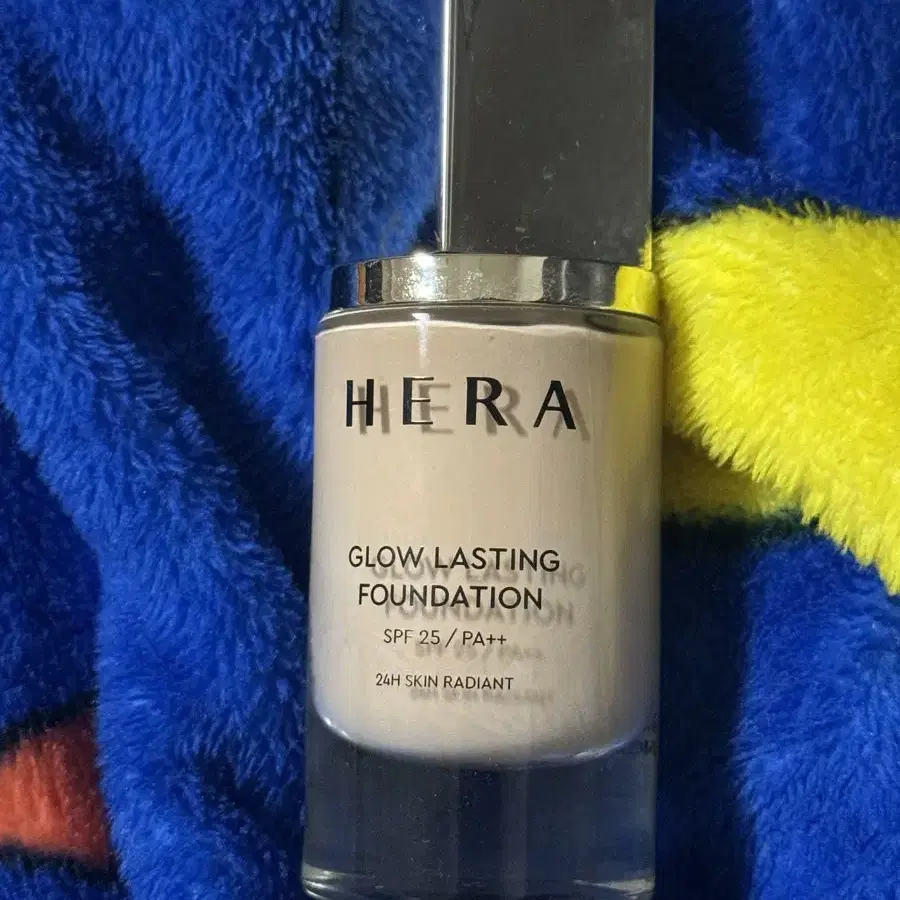 HERA
GLOW LASTING
FOUNDATION
SPF 25 / PA++
24H SKIN RADIANT